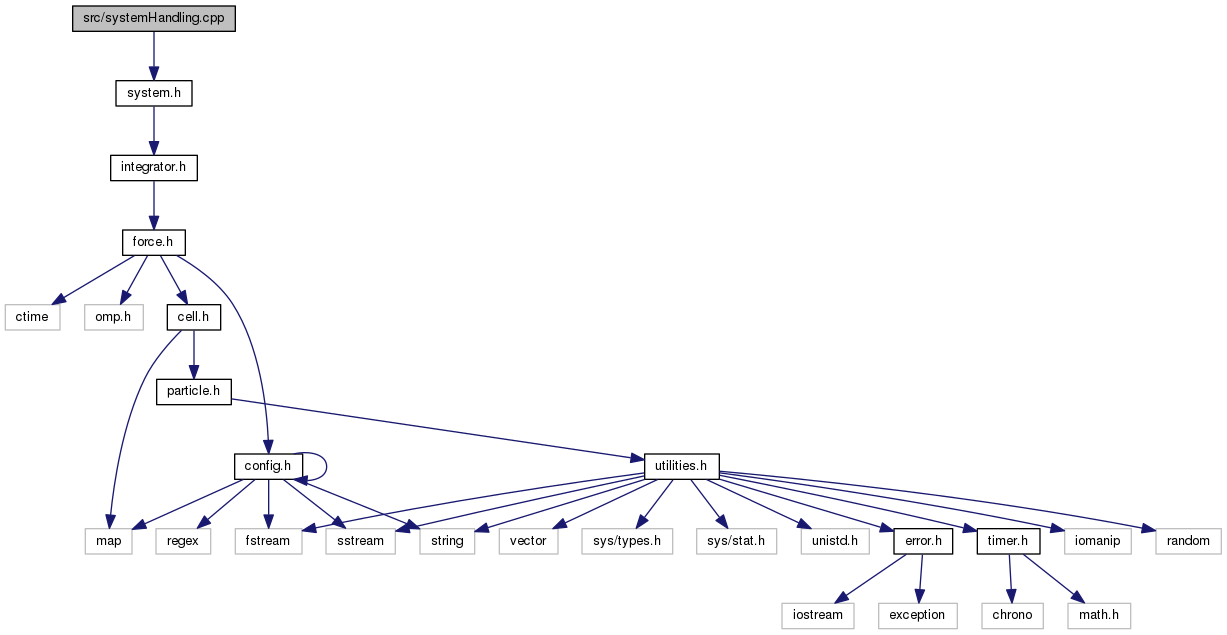 src/systemHandling.cpp
system.h
integrator.h
force.h
ctime
omp.h
cell.h
particle.h
config.h
utilities.h
map
regex
fstream
sstream
string
vector
sys/types.h
sys/stat.h
unistd.h
error.h
timer.h
iomanip
random
iostream
exception
chrono
math.h